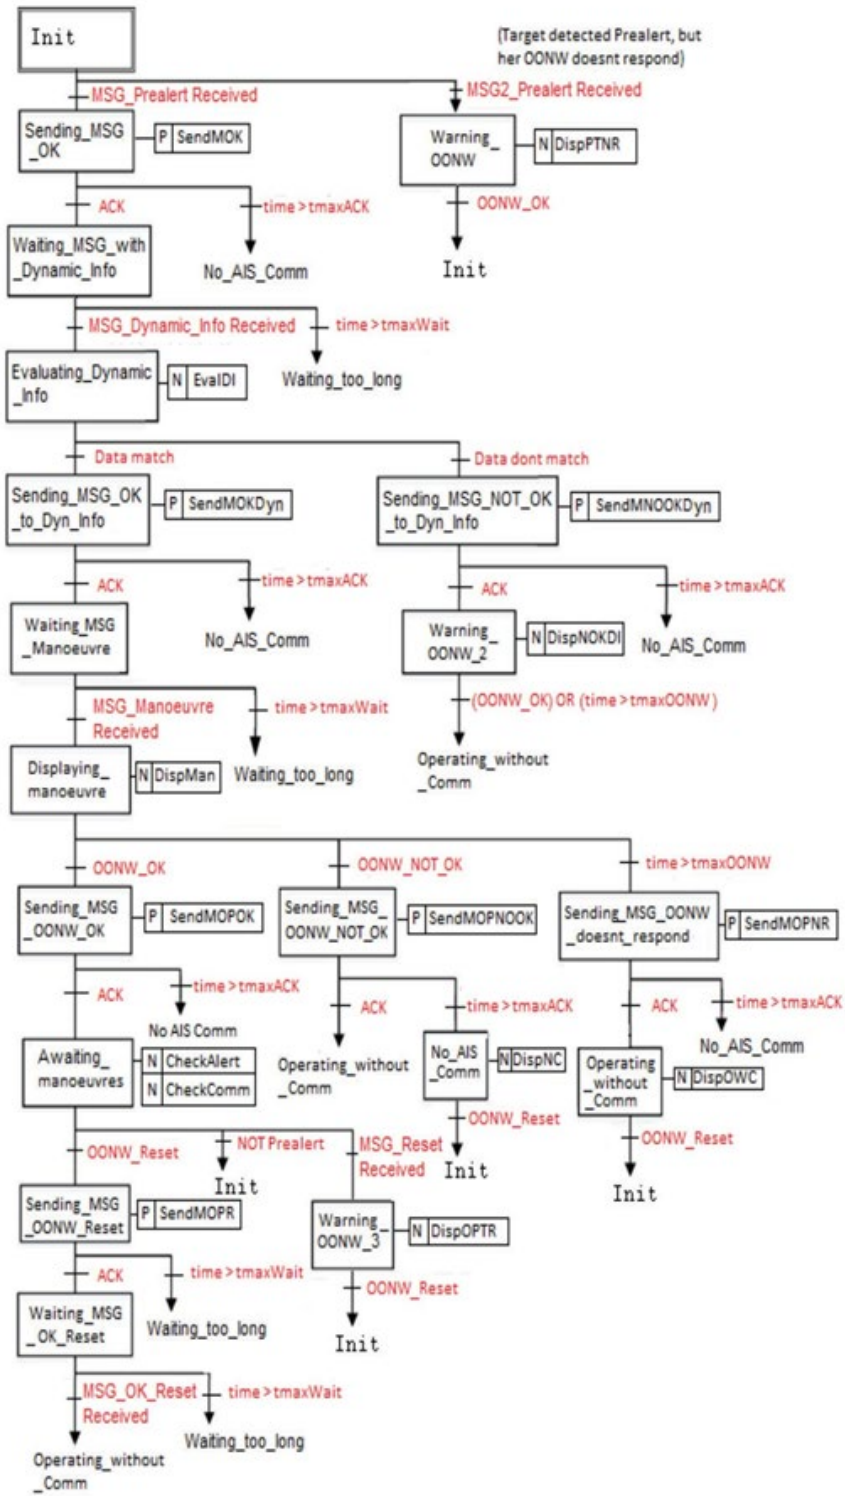 Init
(Target detected Prealert, but
her OONW doesnt respond)
MSG_Prealert Received
MSG2_Prealert Received
Sending_MSG
_OK
P SendMOK
Warning_
OONW
N DispPTNR
ACK
time>tmaxACK
OONW_OK
Waiting_MSG_with
_Dynamic_Info
No_AIS_Comm
Init
MSG_Dynamic_Info Received
time>tmaxWait
Evaluating_Dynamic
_Info
N EvalDI
Waiting_too_long
Data match
Data dont match
Sending_MSG_OK
_to_Dyn_Info
P SendMOKDyn
Sending_MSG_NOT_OK
_to_Dyn_Info
P SendMNOOKDyn
ACK
time>tmaxACK
ACK
time>tmaxACK
Waiting_MSG
_Manoeuvre
No_AIS_Comm
Warning_
OONW_2
N DispNOKDI
No_AIS_Comm
MSG_Manoeuvre
Received
time>tmaxWait
(OONW_OK) OR (time>tmaxOONW)
Displaying_
manoeuvre
N DispMan
Waiting_too_long
Operating_without
_Comm
OONW_OK
OONW_NOT_OK
time>tmaxOONW
Sending_MSG
_OONW_OK
P SendMOPOK
Sending_MSG_
OONW_NOT_OK
P SendMOPNOOK
Sending_MSG_OONW
_doesnt_respond
P SendMOPNR
ACK
time>tmaxACK
ACK
time>tmaxACK
ACK
time>tmaxACK
No AIS Comm
Awaiting_
manoeuvres
N CheckAlert
N CheckComm
Operating_without
_Comm
No_AIS
_Comm
N DispNC
No_AIS_Comm
Operating
_without
_Comm
N DispOWC
OONW_Reset
NOT Prealert
MSG_Reset
Received
OONW_Reset
OONW_Reset
Init
Init
Init
Sending_MSG
_OONW_Reset
P SendMOPR
Warning_
OONW_3
N DispOPTR
ACK
time>tmaxWait
OONW_Reset
Waiting_MSG
_OK_Reset
Waiting_too_long
Init
MSG_OK_Reset
Received
time>tmaxWait
Operating_without
_Comm
Waiting_too_long